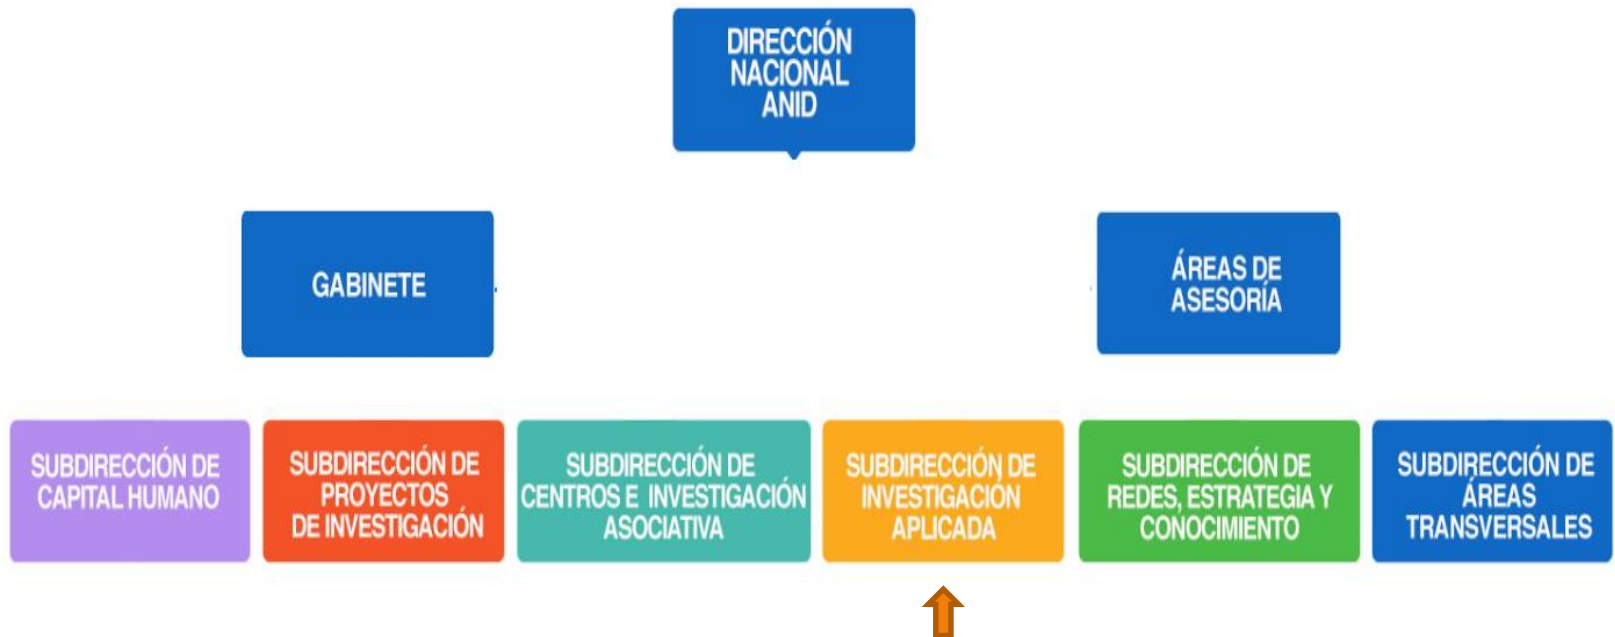 DIRECCIÓN
NACIONAL
ANID
GABINETE
ÁREAS DE
ASESORÍA
SUBDIRECCIÓN DE
CAPITAL HUMANO
SUBDIRECCIÓN DE
PROYECTOS
DE INVESTIGACIÓN
SUBDIRECCIÓN DE
CENTROS E INVESTIGACIÓN
ASOCIATIVA
SUBDIRECCIÓN DE
INVESTIGACIÓN
APLICADA
SUBDIRECCIÓN DE
REDES, ESTRATEGIA Y
CONOCIMIENTO
SUBDIRECCIÓN DE
ÁREAS
TRANSVERSALES